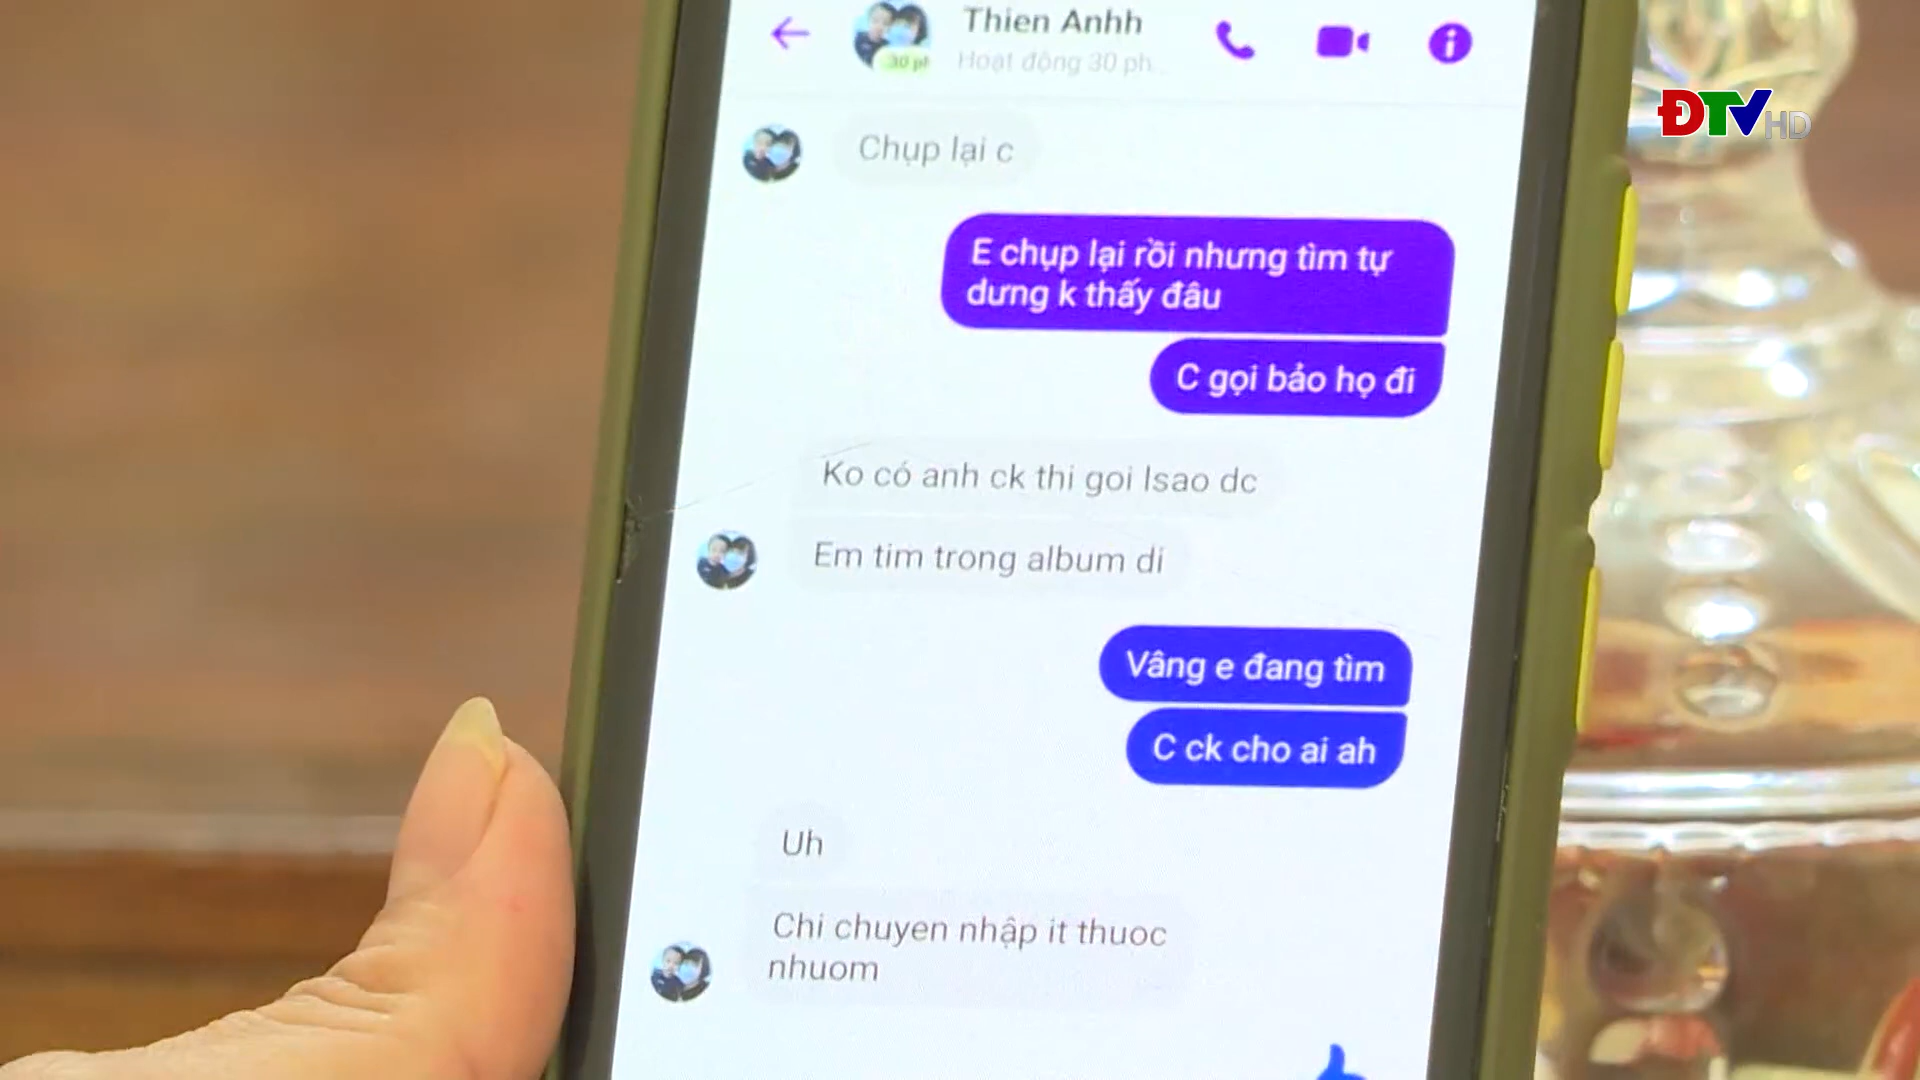 Thien Anhh
30 ph
Hoạt động 30 ph...
ĐTV HD
Chụp lại c
E chụp lại rồi nhưng tìm tự
dưng k thấy đâu
C gọi bảo họ đi
Ko có anh ck thi goi lsao dc
Em tim trong album di
Vâng e đang tìm
C ck cho ai ah
Uh
Chi chuyen nhập it thuoc
nhuom